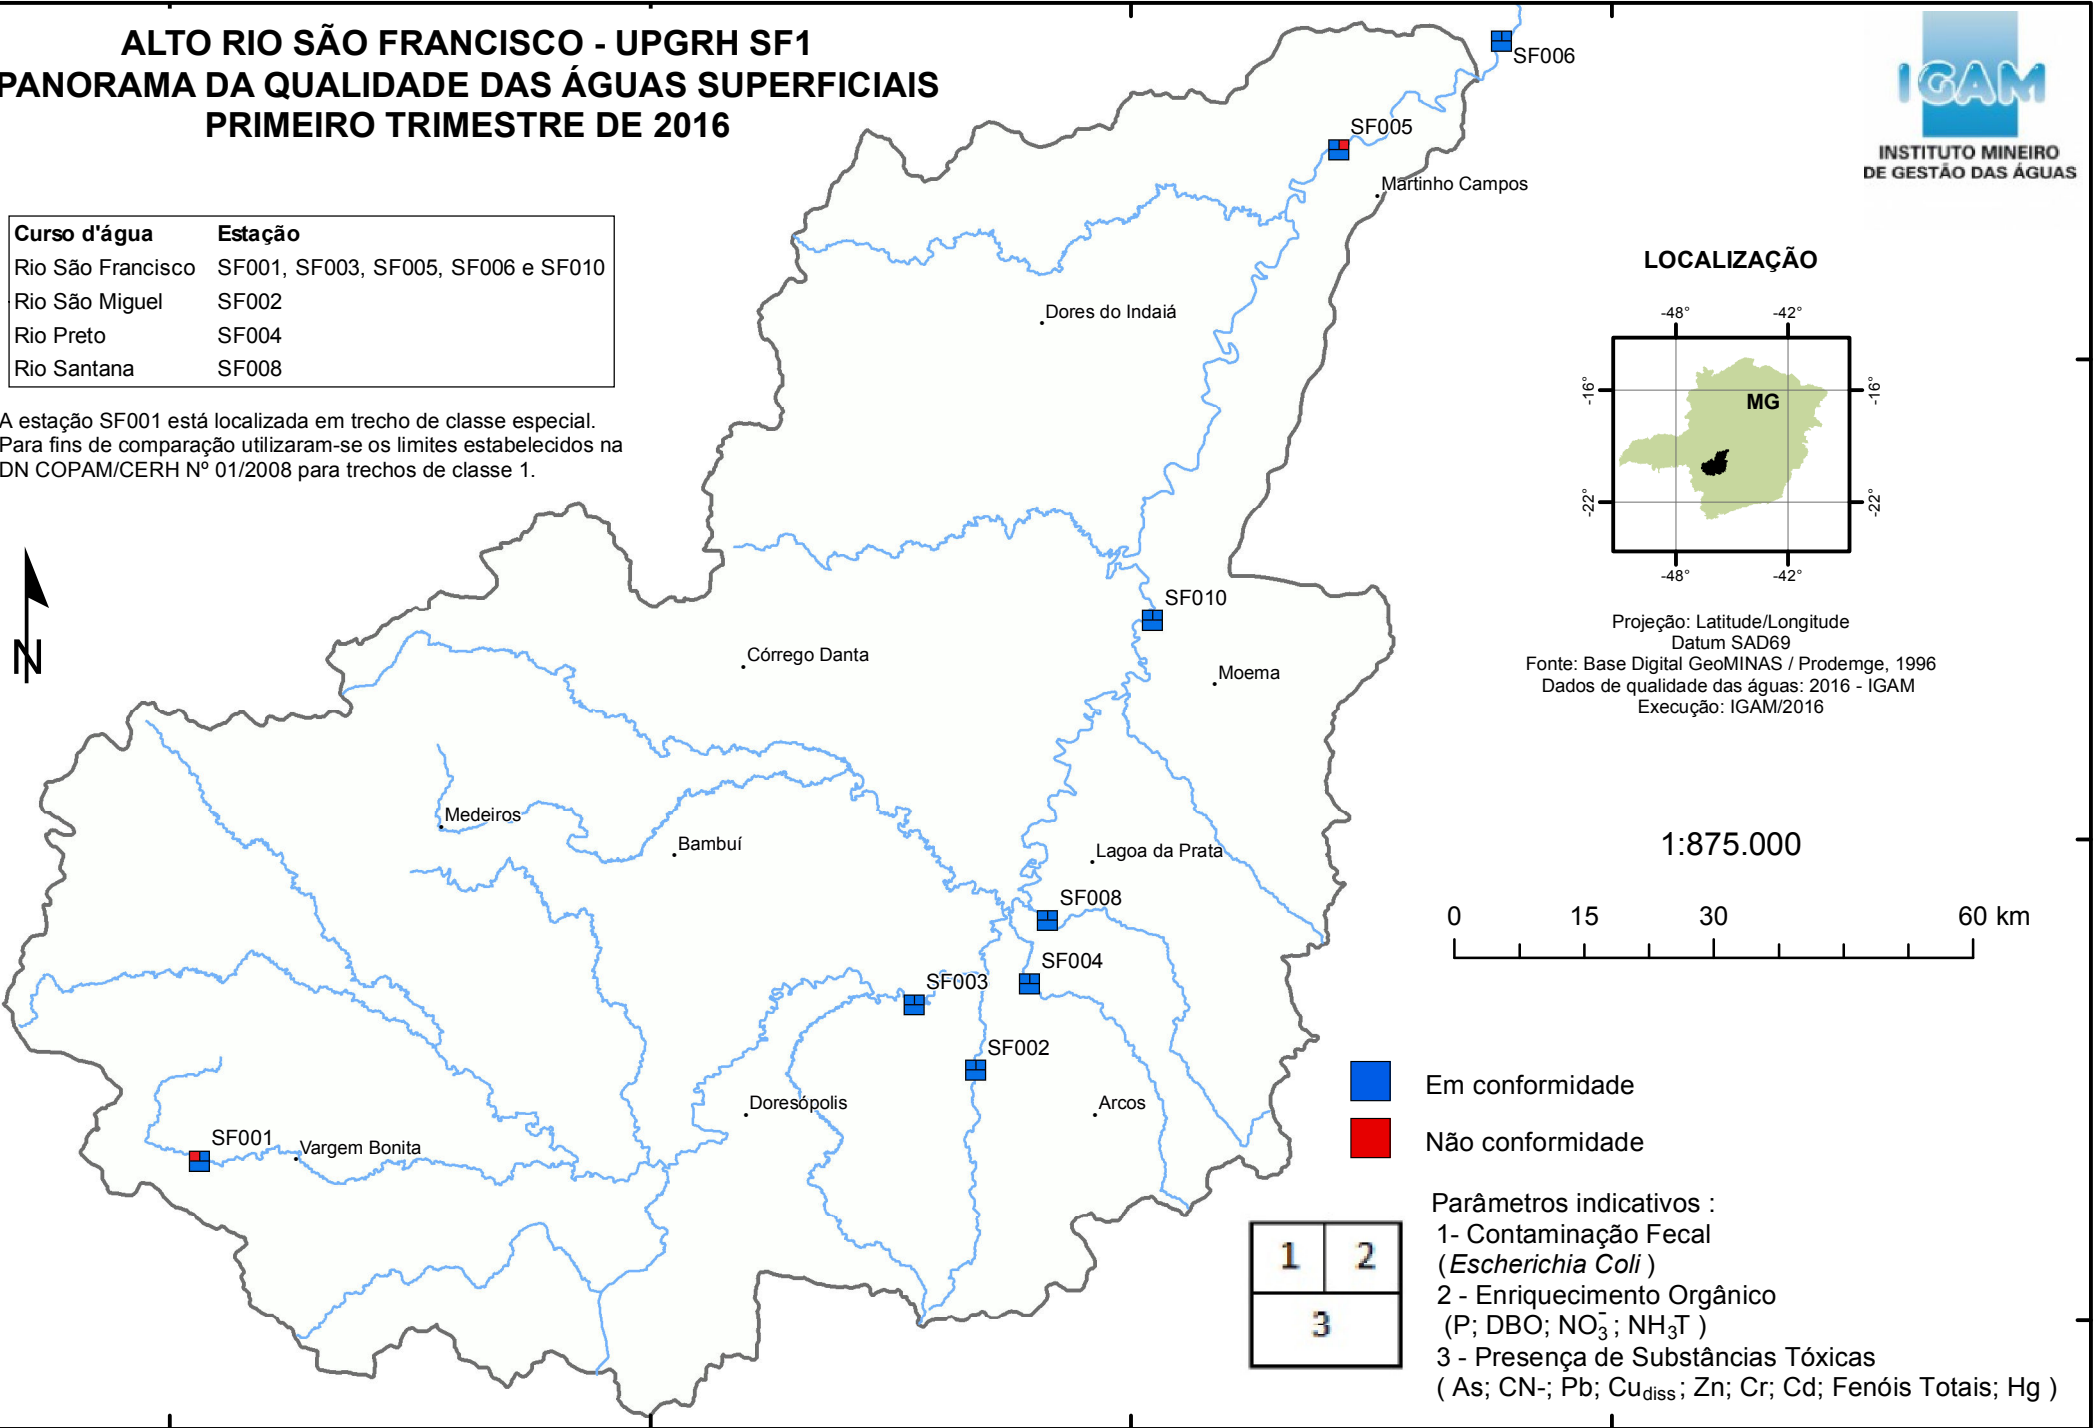 ALTO RIO SÃO FRANCISCO - UPGRH SF1
PANORAMA DA QUALIDADE DAS ÁGUAS SUPERFICIAIS
PRIMEIRO TRIMESTRE DE 2016
IGAM
INSTITUTO MINEIRO
DE GESTÃO DAS ÁGUAS
Curso d'água Estação
Rio São Francisco SF001, SF003, SF005, SF006 e SF010
Rio São Miguel SF002
Rio Preto SF004
Rio Santana SF008
A estação SF001 está localizada em trecho de classe especial.
Para fins de comparação utilizaram-se os limites estabelecidos na
DN COPAM/CERH Nº 01/2008 para trechos de classe 1.
N
SF006
SF005
Martinho Campos
Dores do Indaiá
SF010
Córrego Danta
Moema
Medeiros
Bambuí
Lagoa da Prata
SF008
SF004
SF003
SF002
Doresópolis
Arcos
SF001
Vargem Bonita
LOCALIZAÇÃO
-48° -42°
-16° -16°
MG
-22° -22°
-48° -42°
Projeção: Latitude/Longitude
Datum SAD69
Fonte: Base Digital GeoMINAS / Prodemge, 1996
Dados de qualidade das águas: 2016 - IGAM
Execução: IGAM/2016
1:875.000
0 15 30 60 km
Em conformidade
Não conformidade
1 2
3
Parâmetros indicativos :
1- Contaminação Fecal
(Escherichia Coli )
2 - Enriquecimento Orgânico
(P; DBO; NO₃⁻; NH₃T )
3 - Presença de Substâncias Tóxicas
( As; CN-; Pb; Cudiss; Zn; Cr; Cd; Fenóis Totais; Hg )